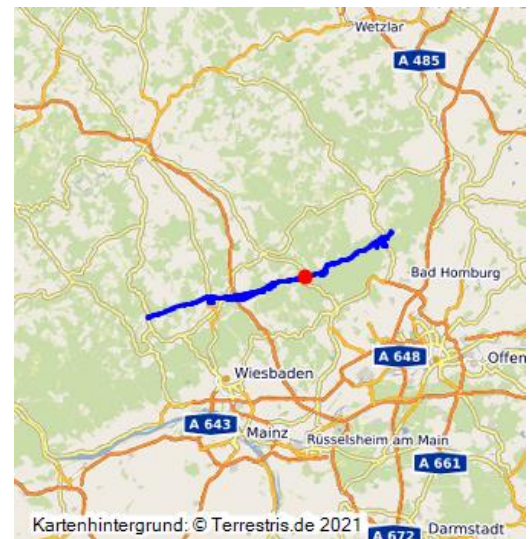 Wetzlar
A 485
Bad Homburg
A 648
Offen
Wiesbaden
A 643
Mainz
Rüsselsheim am Main
A 661
Kartenhintergrund: © Terrestris.de 2021
A 672
Darmstadt